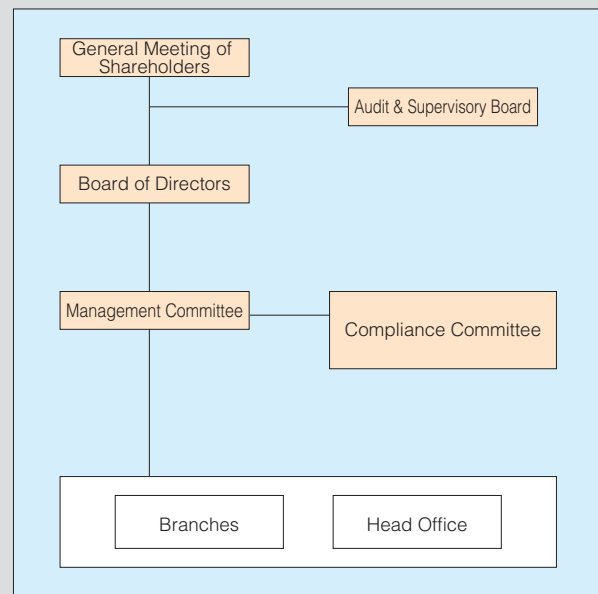 General Meeting of
Shareholders
Audit & Supervisory Board
Board of Directors
Management Committee
Compliance Committee
Branches
Head Office